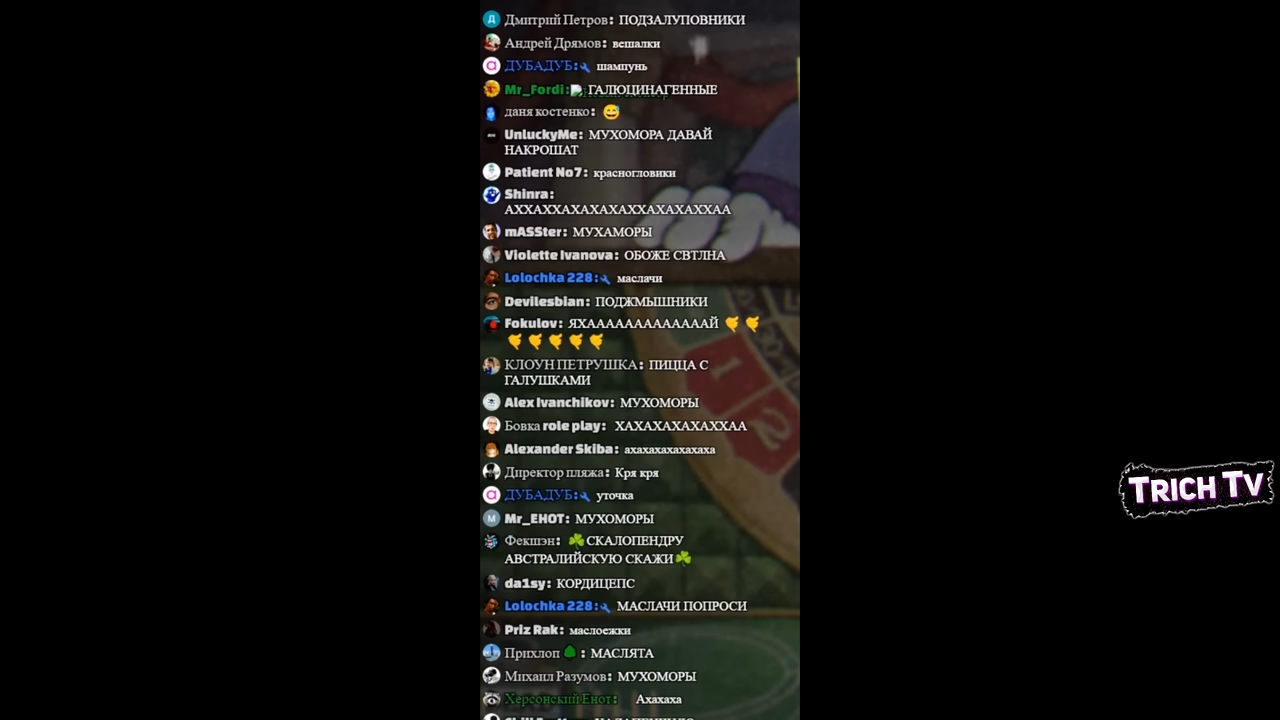 Дмитрий Петров: ПОДЗАЛУПОВНИКИ
Андрей Дрямов: вешалки
ДУБАДУБ: шампунь
Mr_Fordi: ГАЛЮЦИНАГЕННЫЕ
даня костенко: 😅
UnluckyMe: МУХОМОРА ДАВАЙ
НАКРОШАТ
Patient No7: красногловики
Shinra:
АХХАХХАХАХАХАХХАХАХАХХАА
mASSter: МУХАМОРЫ
Violette Ivanova: ОБОЖЕ СВТЛНА
Lolochka 228: маслачи
Devilesbian: ПОДЖМЫШНИКИ
Fokulov: ЯХАААААААААААААЙ 🤙🤙
🤙🤙🤙🤙🤙
КЛОУН ПЕТРУШКА: ПИЦЦА С
ГАЛУШКАМИ
Alex Ivanchikov: МУХОМОРЫ
Бовка role play: ХАХАХАХАХАХХАА
Alexander Skiba: ахахахахахахаха
Директор пляжа: Кря кря
ДУБАДУБ: уточка
Mr_EHOT: МУХОМОРЫ
Фекшэн: ☘️СКАЛОПЕНДРУ
АВСТРАЛИЙСКУЮ СКАЖИ☘️
da1sy: КОРДИЦЕПС
Lolochka 228: МАСЛАЧИ ПОПРОСИ
Priz Rak: маслоежки
Прихлоп 🌳: МАСЛЯТА
Михаил Разумов: МУХОМОРЫ
Херсонский Енот: Ахахаха
TRICH TV